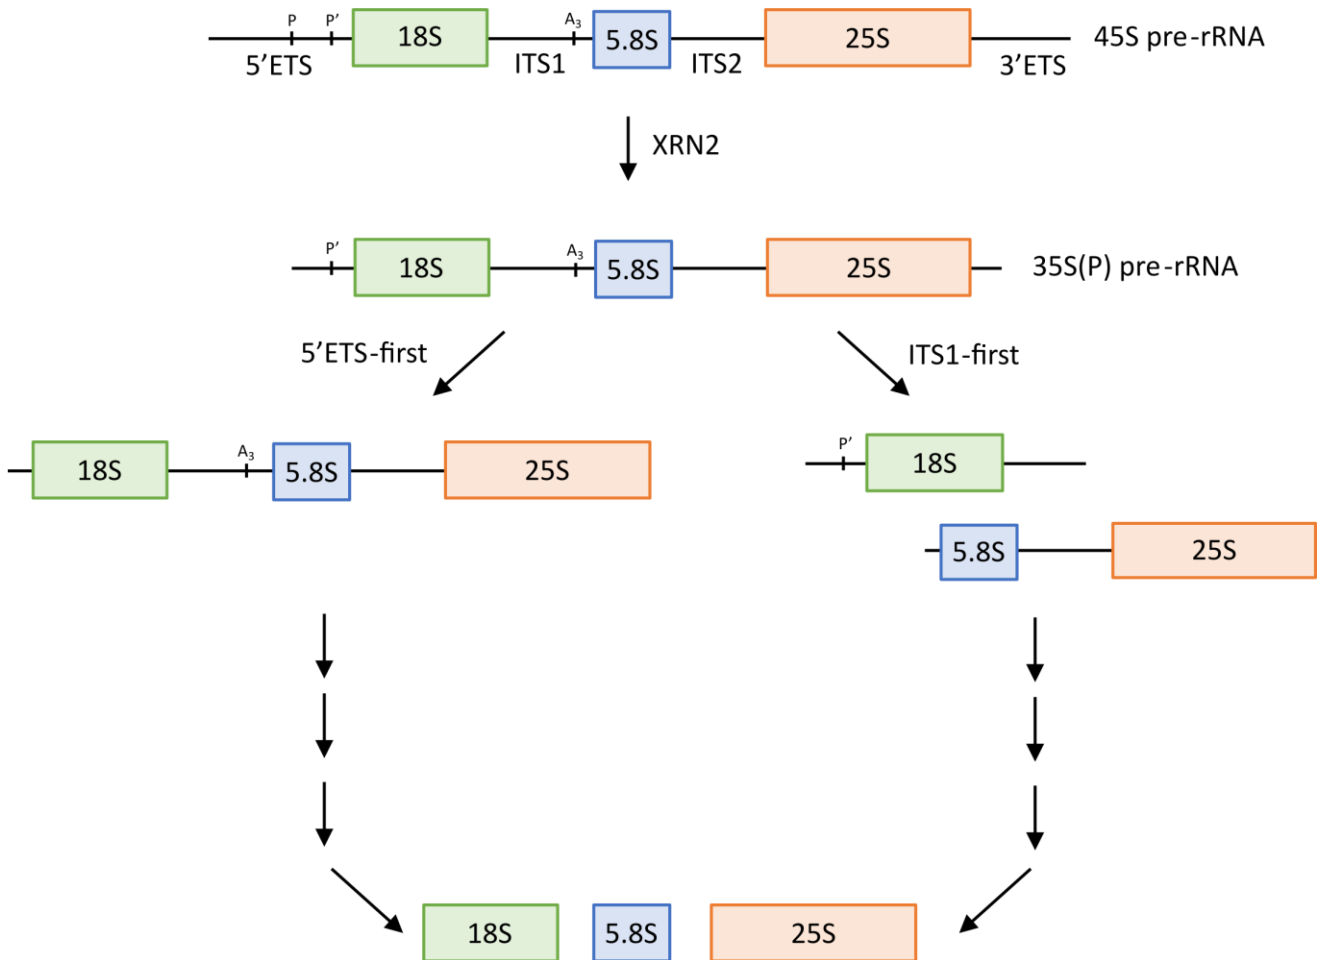 P P’ 18S A3 5.8S 25S 45S pre-rRNA
5’ETS ITS1 ITS2 3’ETS
XRN2
P’ 18S A3 5.8S 25S 35S(P) pre-rRNA
5’ETS-first ITS1-first
18S A3 5.8S 25S
P’ 18S
5.8S 25S
18S 5.8S 25S